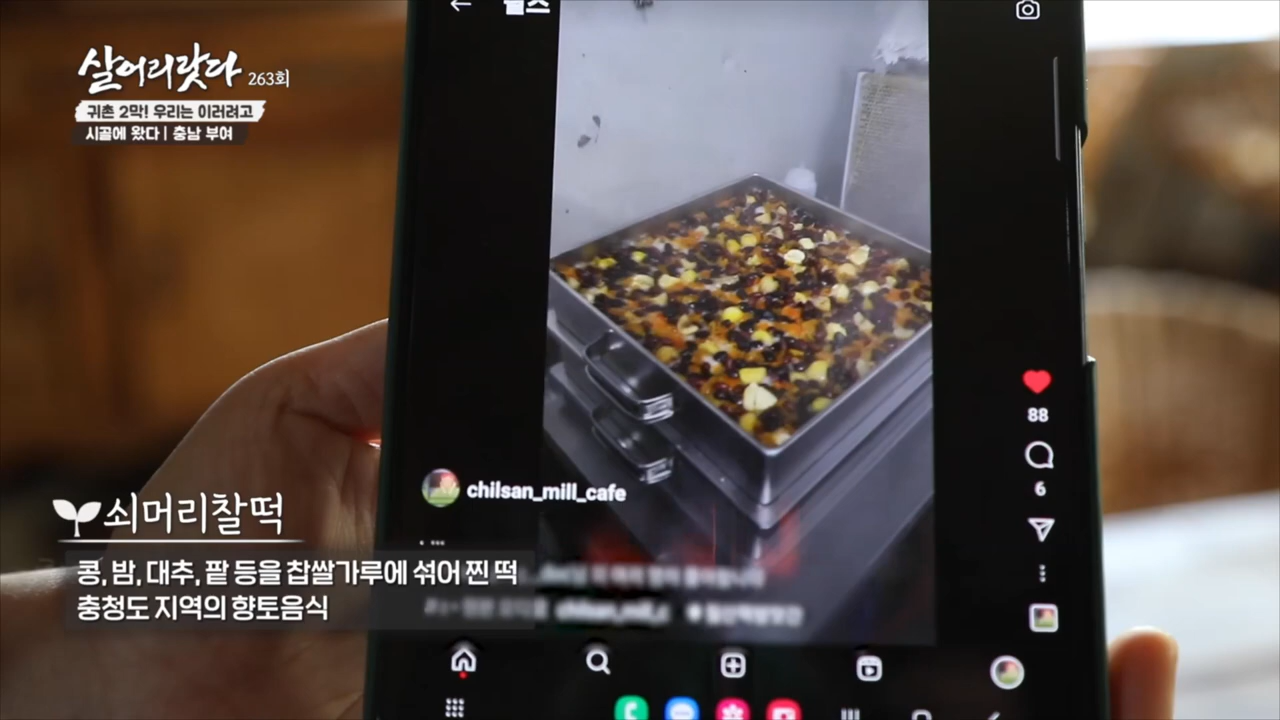 살어리랏다 263회
귀촌 2막! 우리는 이러려고
시골에 왔다 | 충남 부여
릴스
88
6
chilsan_mill_cafe
쇠머리찰떡
콩, 밤, 대추, 팥 등을 찹쌀가루에 섞어 찐 떡
충청도 지역의 향토음식